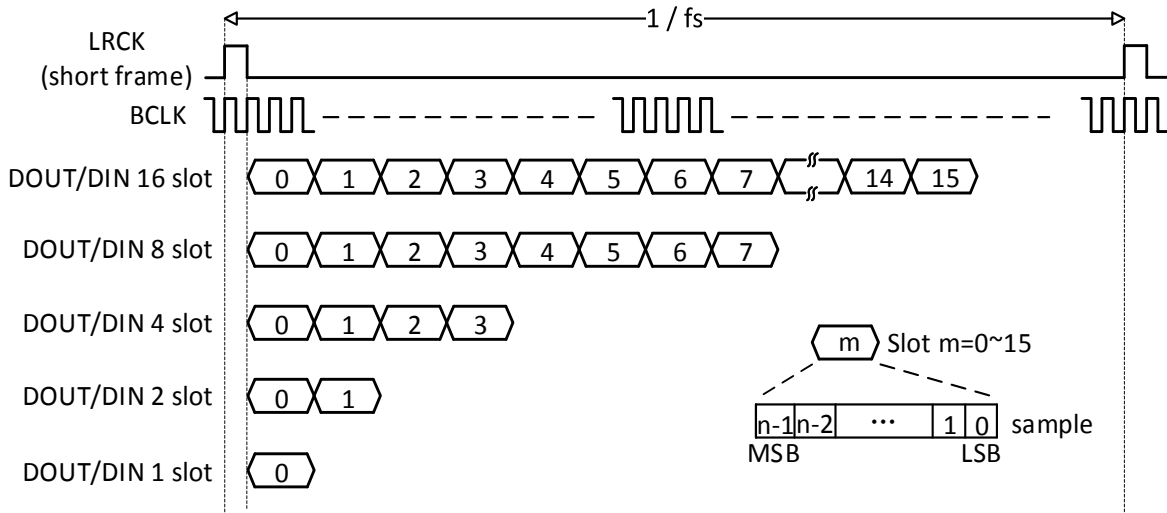 1 / fs
LRCK
(short frame)
BCLK
DOUT/DIN 16 slot 0 1 2 3 4 5 6 7 14 15
DOUT/DIN 8 slot 0 1 2 3 4 5 6 7
DOUT/DIN 4 slot 0 1 2 3
m Slot m=0~15
DOUT/DIN 2 slot 0 1
n-1 n-2 ... 1 0 sample
MSB LSB
DOUT/DIN 1 slot 0